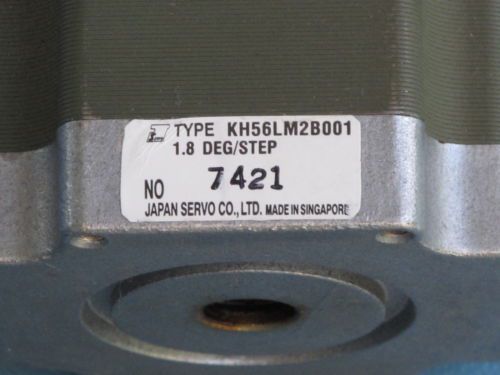 TYPE KH56LM2B001
1.8 DEG/STEP
NO 7421
JAPAN SERVO CO., LTD. MADE IN SINGAPORE